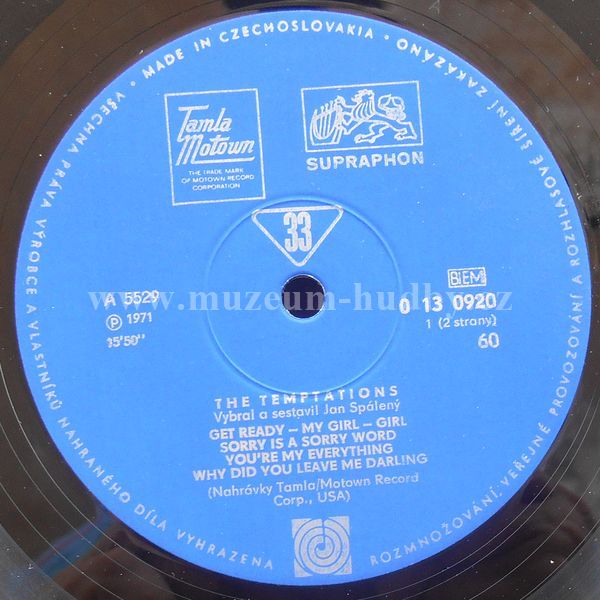 VŠECHNA PRÁVA VÝROBCE A VLASTNÍKŮ NAHRANÉHO DÍLA VYHRAZENA
• MADE IN CZECHOSLOVAKIA •
ROZMNOŽOVÁNÍ, VEŘEJNÉ PROVOZOVÁNÍ A ROZHLASOVÉ ŠÍŘENÍ ZAKÁZÁNO
Tamla
Motown
THE TRADE MARK
OF MOTOWN RECORD
CORPORATION
SUPRAPHON
33
A 5529
℗ 1971
35'50''
BIEM
0 13 0920
1 (2 strany)
60
www.muzeum-hudby.cz
THE TEMPTATIONS
Vybral a sestavil Jan Spálený
GET READY – MY GIRL – GIRL
SORRY IS A SORRY WORD
YOU'RE MY EVERYTHING
WHY DID YOU LEAVE ME DARLING
(Nahrávky Tamla/Motown Record
Corp., USA)